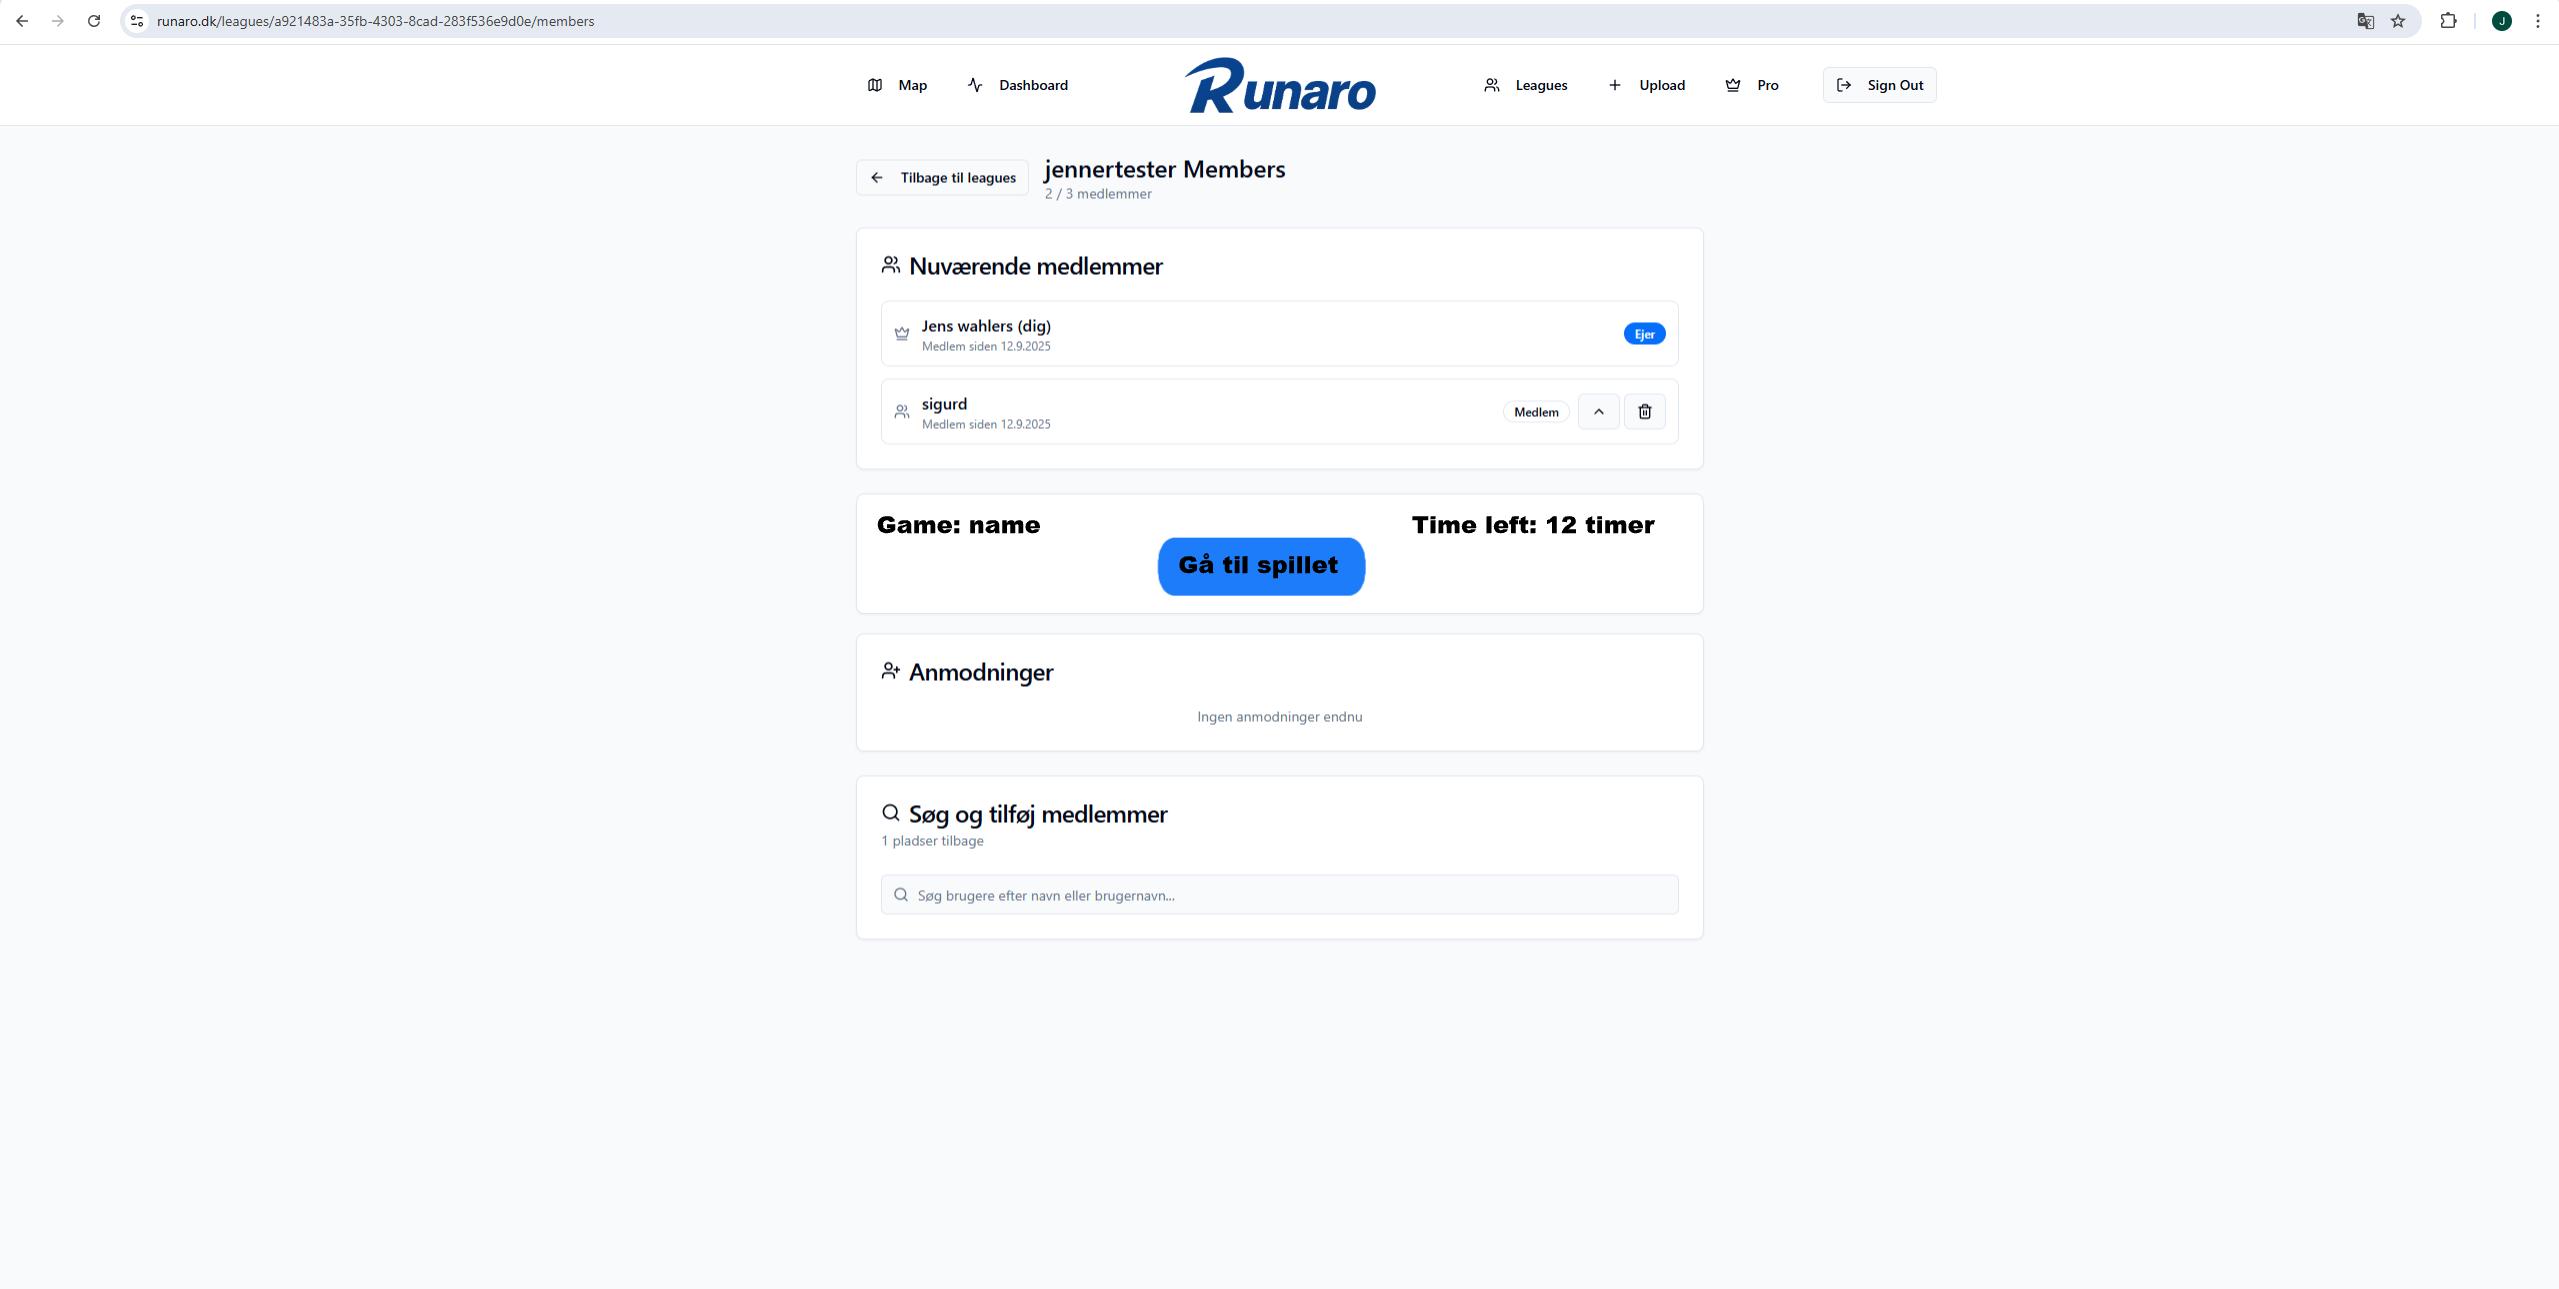 runaro.dk/leagues/a921483a-35fb-4303-8cad-283f536e9d0e/members
J
Map
Dashboard
Runaro
Leagues
Upload
Pro
Sign Out
Tilbage til leagues
jennertester Members
2 / 3 medlemmer
Nuværende medlemmer
Jens wahlers (dig)
Medlem siden 12.9.2025
Ejer
sigurd
Medlem siden 12.9.2025
Medlem
Game: name
Time left: 12 timer
Gå til spillet
Anmodninger
Ingen anmodninger endnu
Søg og tilføj medlemmer
1 pladser tilbage
Søg brugere efter navn eller brugernavn...